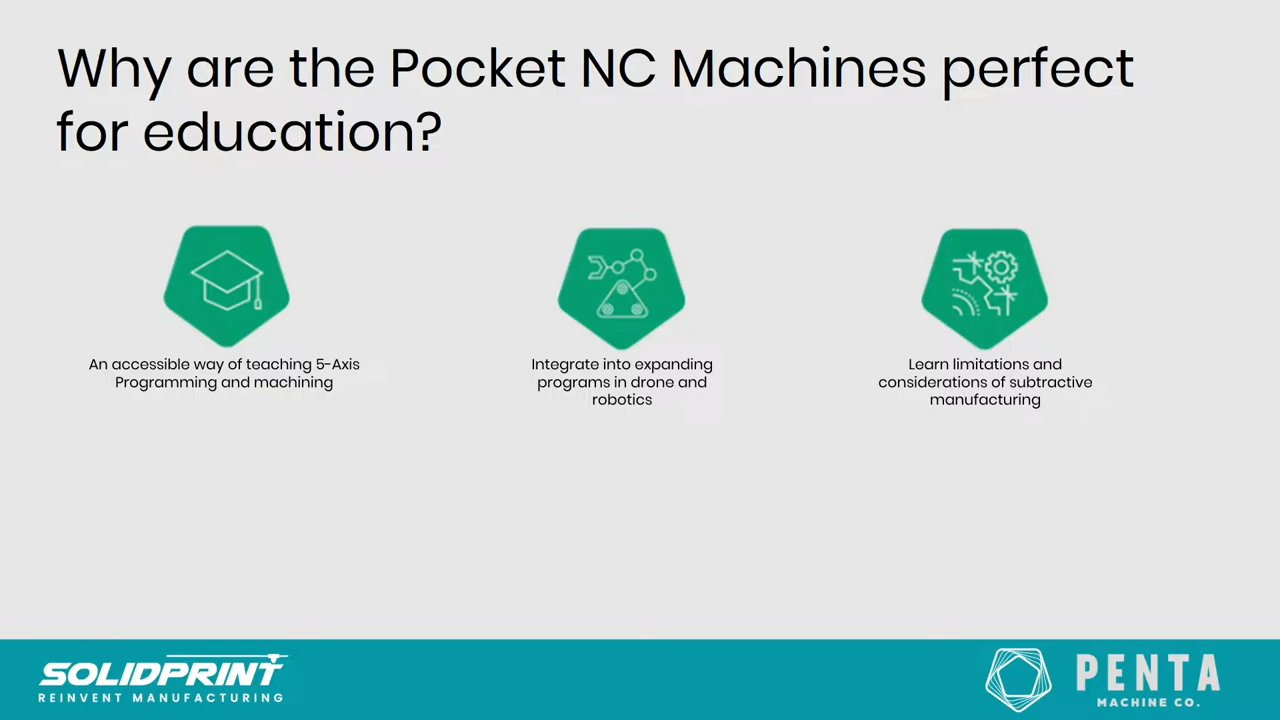 Why are the Pocket NC Machines perfect
for education?
An accessible way of teaching 5-Axis
Programming and machining
Integrate into expanding
programs in drone and
robotics
Learn limitations and
considerations of subtractive
manufacturing
SOLIDPRINT
REINVENT MANUFACTURING
PENTA
MACHINE CO.